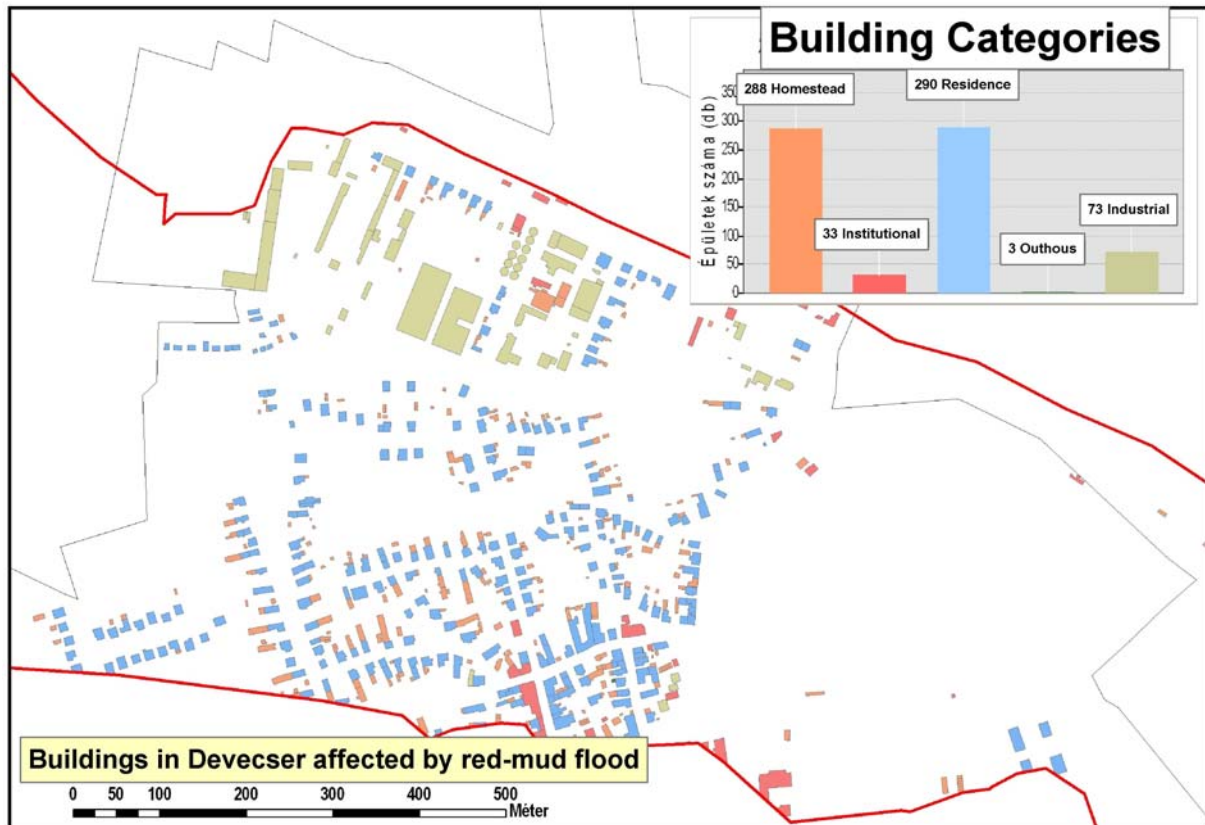 Building Categories
Épületek száma (db)
350
300
250
200
150
100
50
0
288 Homestead
33 Institutional
290 Residence
3 Outhous
73 Industrial
Buildings in Devecser affected by red-mud flood
0 50 100 200 300 400 500
Méter